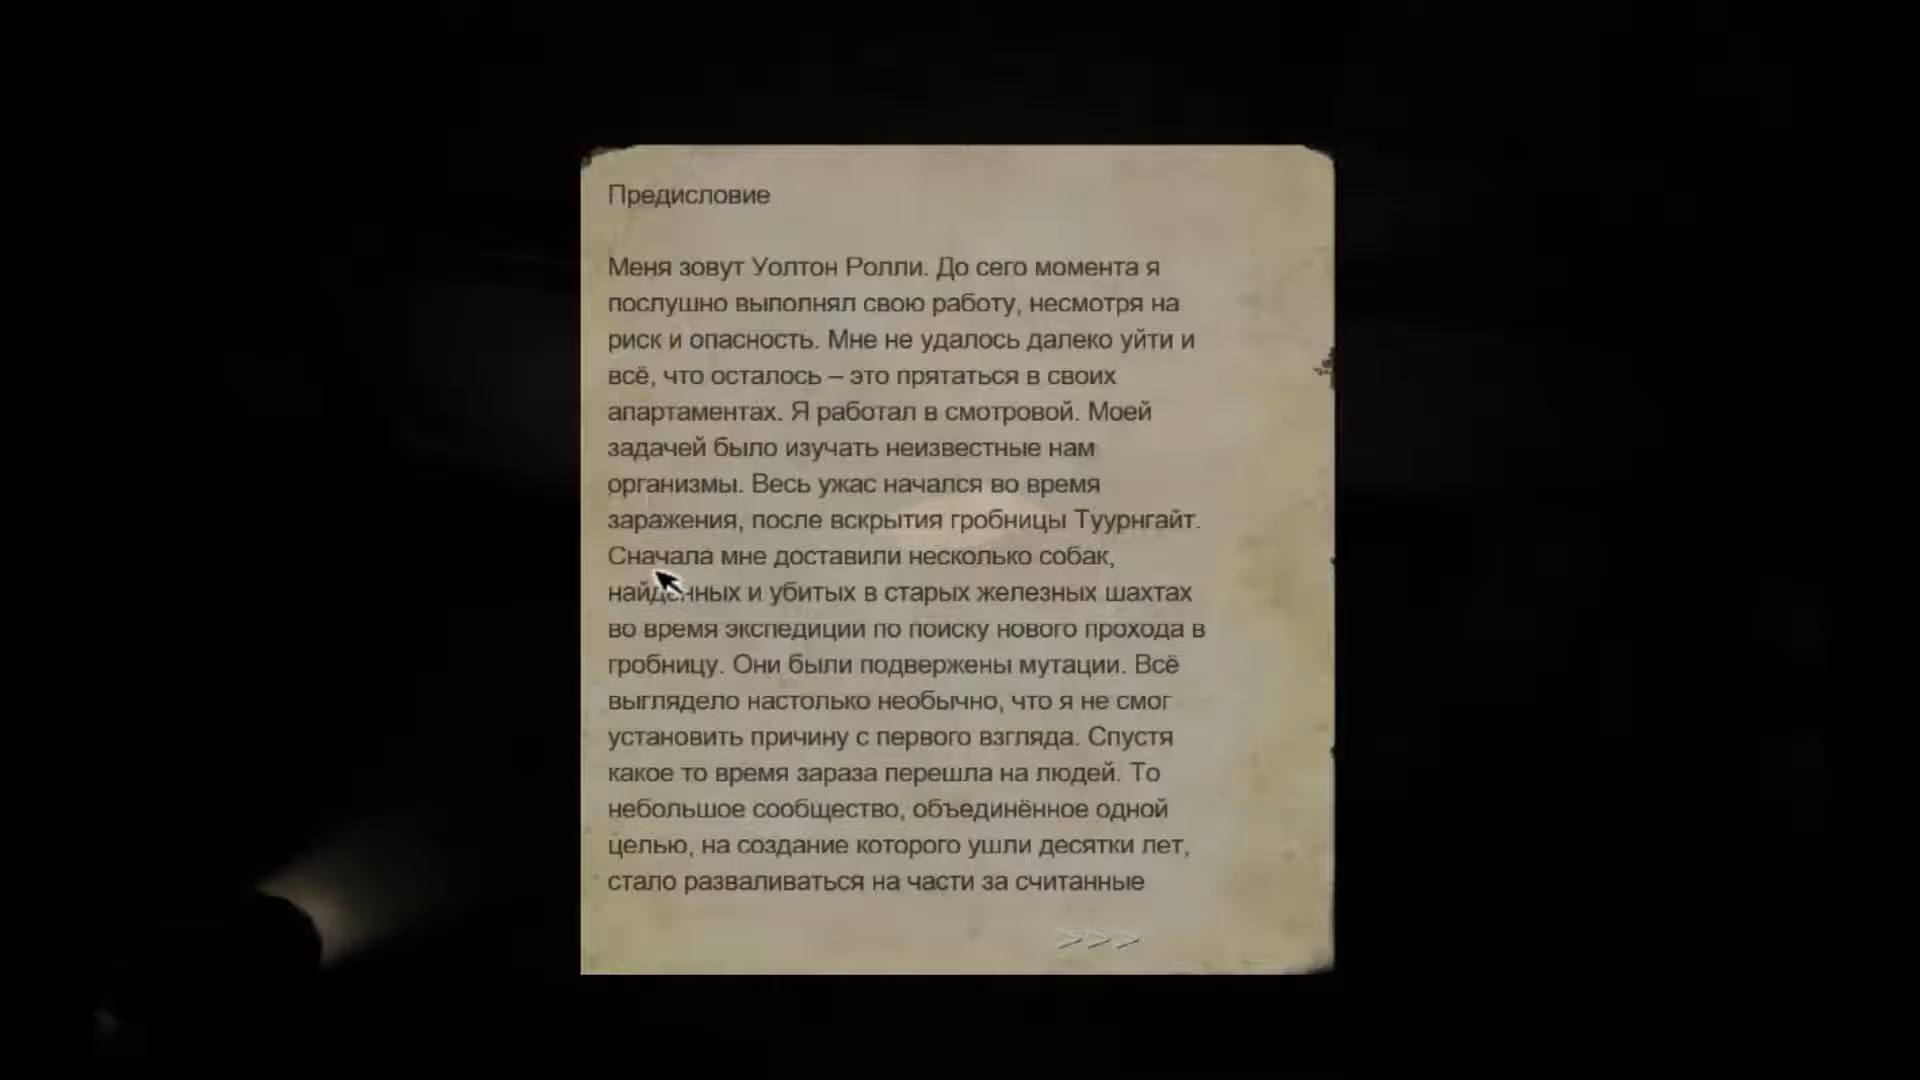 Предисловие
Меня зовут Уолтон Ролли. До сего момента я
послушно выполнял свою работу, несмотря на
риск и опасность. Мне не удалось далеко уйти и
всё, что осталось – это прятаться в своих
апартаментах. Я работал в смотровой. Моей
задачей было изучать неизвестные нам
организмы. Весь ужас начался во время
заражения, после вскрытия гробницы Туурнгайт.
Сначала мне доставили несколько собак,
найденных и убитых в старых железных шахтах
во время экспедиции по поиску нового прохода в
гробницу. Они были подвержены мутации. Всё
выглядело настолько необычно, что я не смог
установить причину с первого взгляда. Спустя
какое то время зараза перешла на людей. То
небольшое сообщество, объединённое одной
целью, на создание которого ушли десятки лет,
стало разваливаться на части за считанные
>>>